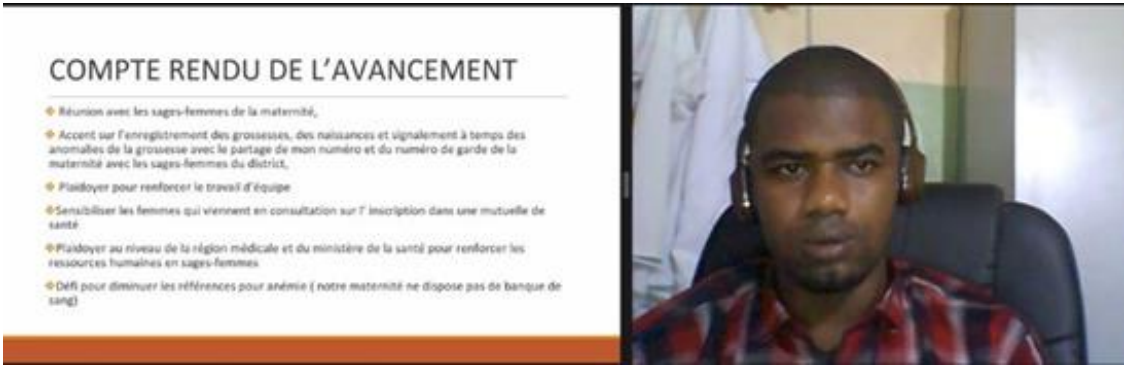 COMPTE RENDU DE L'AVANCEMENT
Réunion avec les sages-femmes de la maternité,
Accent sur l'enregistrement des grossesses, des naissances et signalement à temps des
anomalies de la grossesse avec le partage de mon numéro et du numéro de garde de la
maternité avec les sages-femmes du district,
Plaidoyer pour renforcer le travail d'équipe
Sensibiliser les femmes qui viennent en consultation sur l' inscription dans une mutuelle de
santé
Plaidoyer au niveau de la région médicale et du ministère de la santé pour renforcer les
ressources humaines en sages-femmes
Défi pour diminuer les références pour anémie ( notre maternité ne dispose pas de banque de
sang)